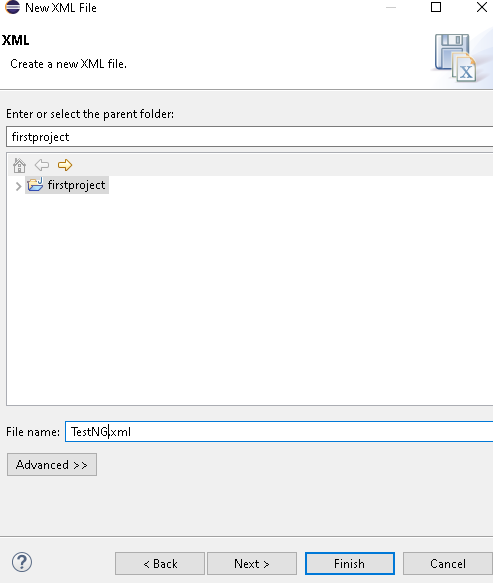 New XML File
XML
Create a new XML file.
Enter or select the parent folder:
firstproject
firstproject
File name: TestNG.xml
Advanced >>
< Back Next > Finish Cancel